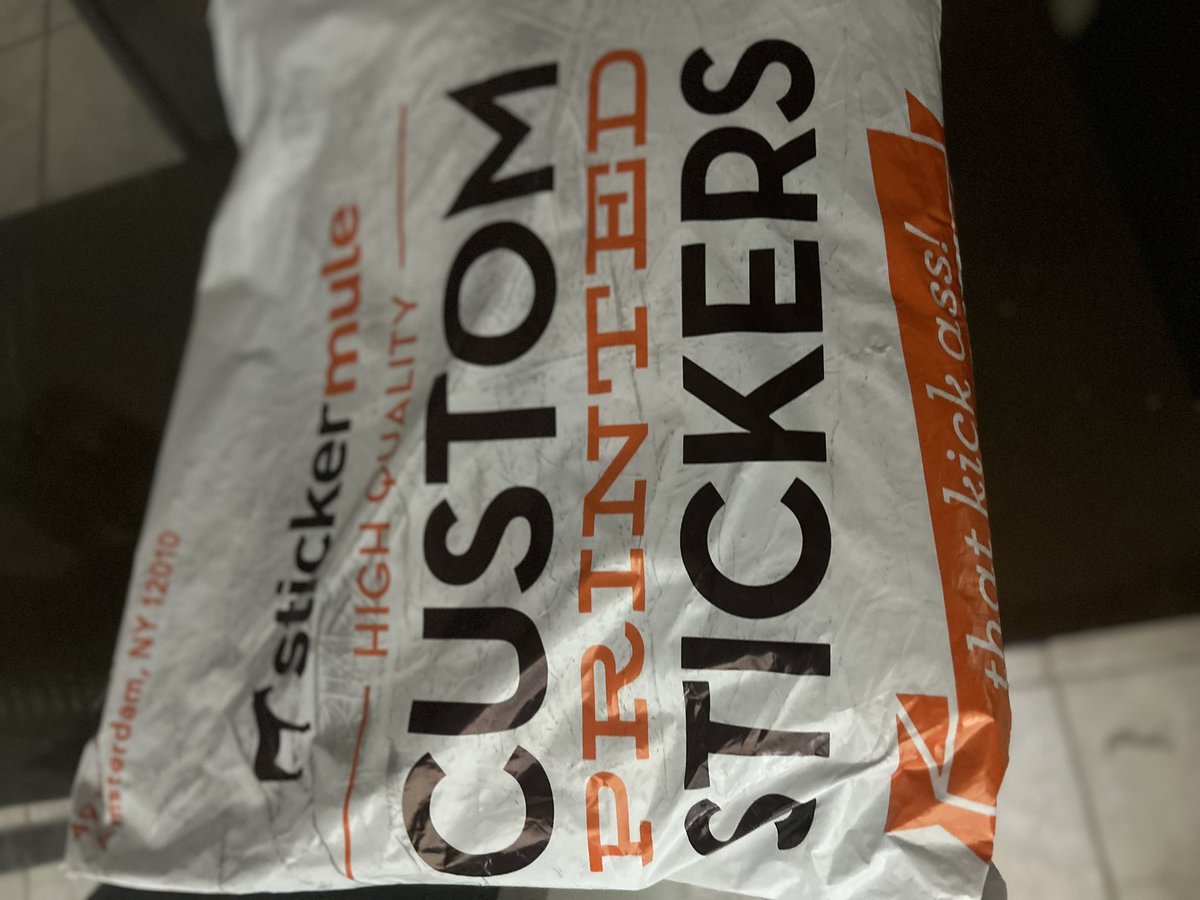 Amsterdam, NY 12010
stickermule
HIGH QUALITY
CUSTOM
PRINTED
STICKERS
that kick ass!